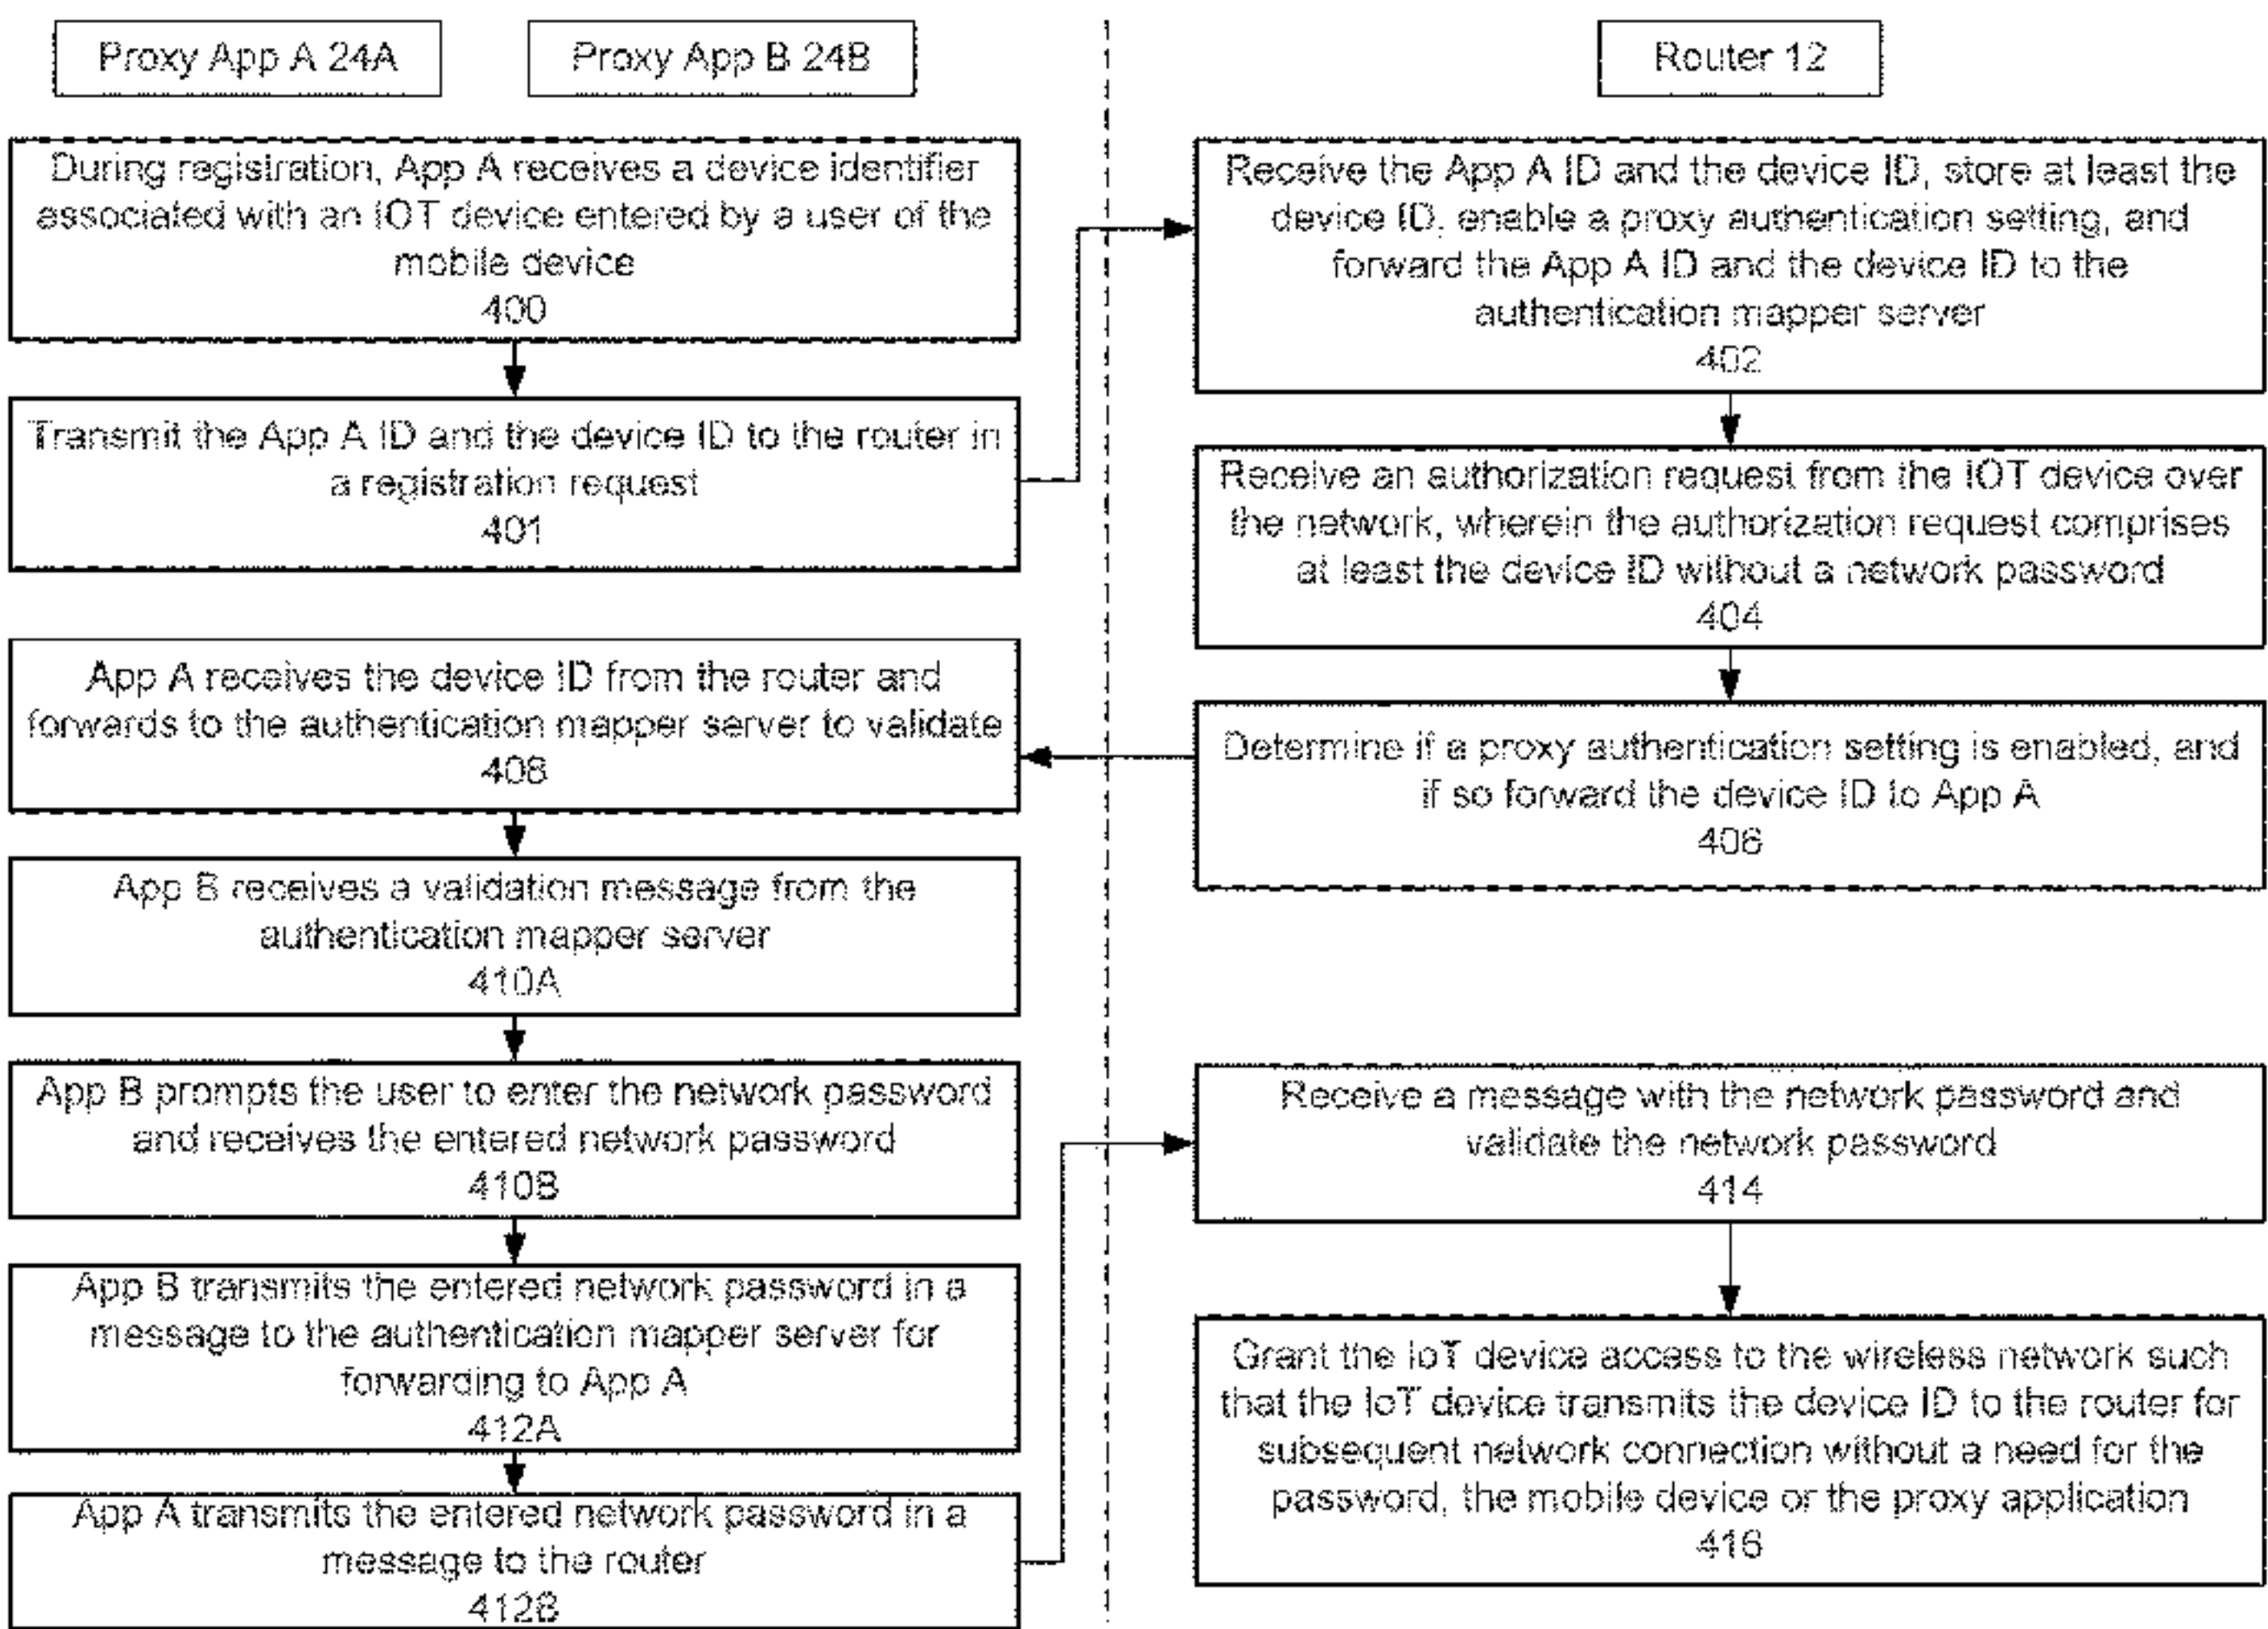 Proxy App A 24A
Proxy App B 24B
Router 12
During registration, App A receives a device identifier
associated with an IOT device entered by a user of the
mobile device
400
Transmit the App A ID and the device ID to the router in
a registration request
401
Receive the App A ID and the device ID, store at least the
device ID, enable a proxy authentication setting, and
forward the App A ID and the device ID to the
authentication mapper server
402
Receive an authorization request from the IOT device over
the network, wherein the authorization request comprises
at least the device ID without a network password
404
Determine if a proxy authentication setting is enabled, and
if so forward the device ID to App A
406
App A receives the device ID from the router and
forwards to the authentication mapper server to validate
408
App B receives a validation message from the
authentication mapper server
410A
App B prompts the user to enter the network password
and receives the entered network password
410B
App B transmits the entered network password in a
message to the authentication mapper server for
forwarding to App A
412A
App A transmits the entered network password in a
message to the router
412B
Receive a message with the network password and
validate the network password
414
Grant the IoT device access to the wireless network such
that the IoT device transmits the device ID to the router for
subsequent network connection without a need for the
password, the mobile device or the proxy application
416